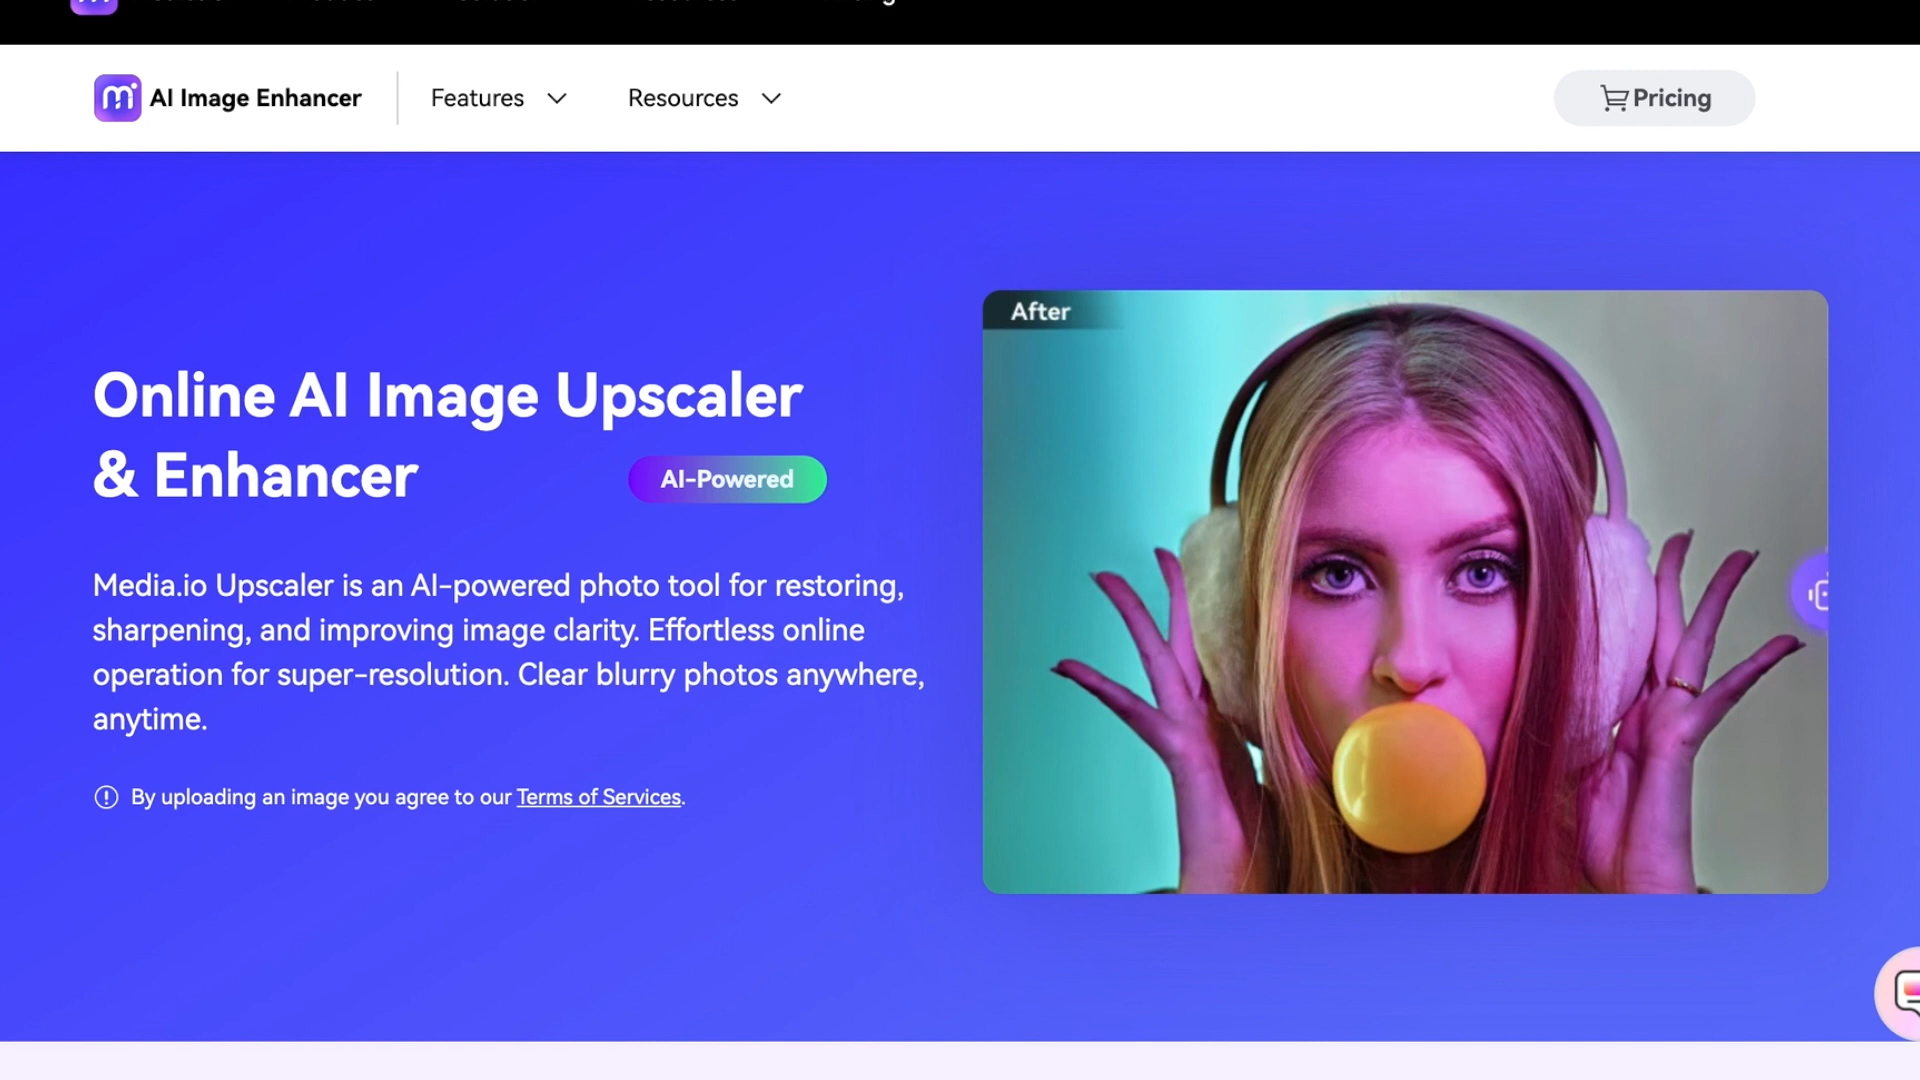 AI Image Enhancer
Features
Resources
Pricing
After
Online AI Image Upscaler
& Enhancer
AI-Powered
Media.io Upscaler is an AI-powered photo tool for restoring,
sharpening, and improving image clarity. Effortless online
operation for super-resolution. Clear blurry photos anywhere,
anytime.
By uploading an image you agree to our Terms of Services.